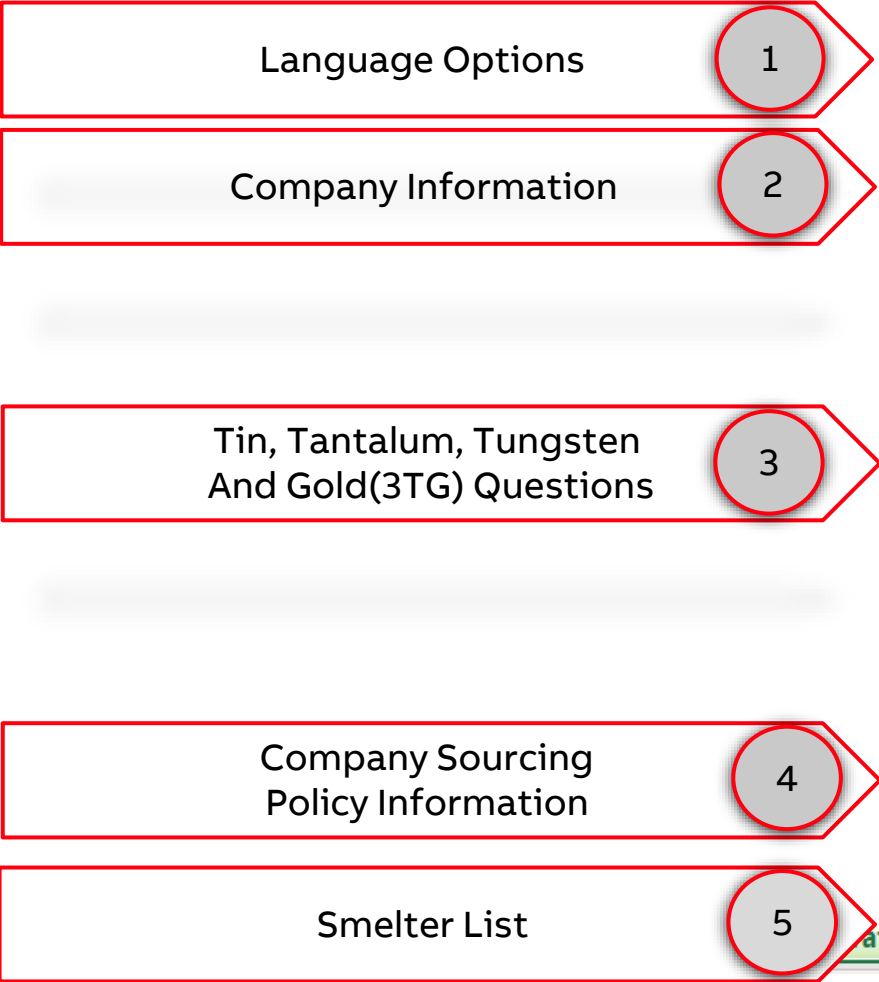 Language Options
1
Company Information
2
Tin, Tantalum, Tungsten
And Gold(3TG) Questions
3
Company Sourcing
Policy Information
4
Smelter List
5